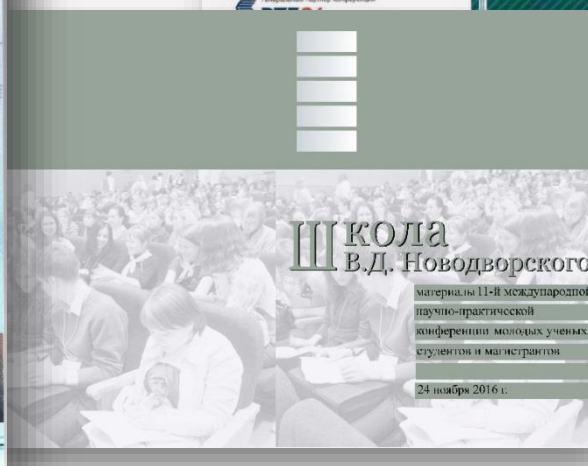 Школа
В.Д. Новодворского
материалы 11-й международной
научно-практической
конференции молодых ученых,
студентов и магистрантов
24 ноября 2016 г.